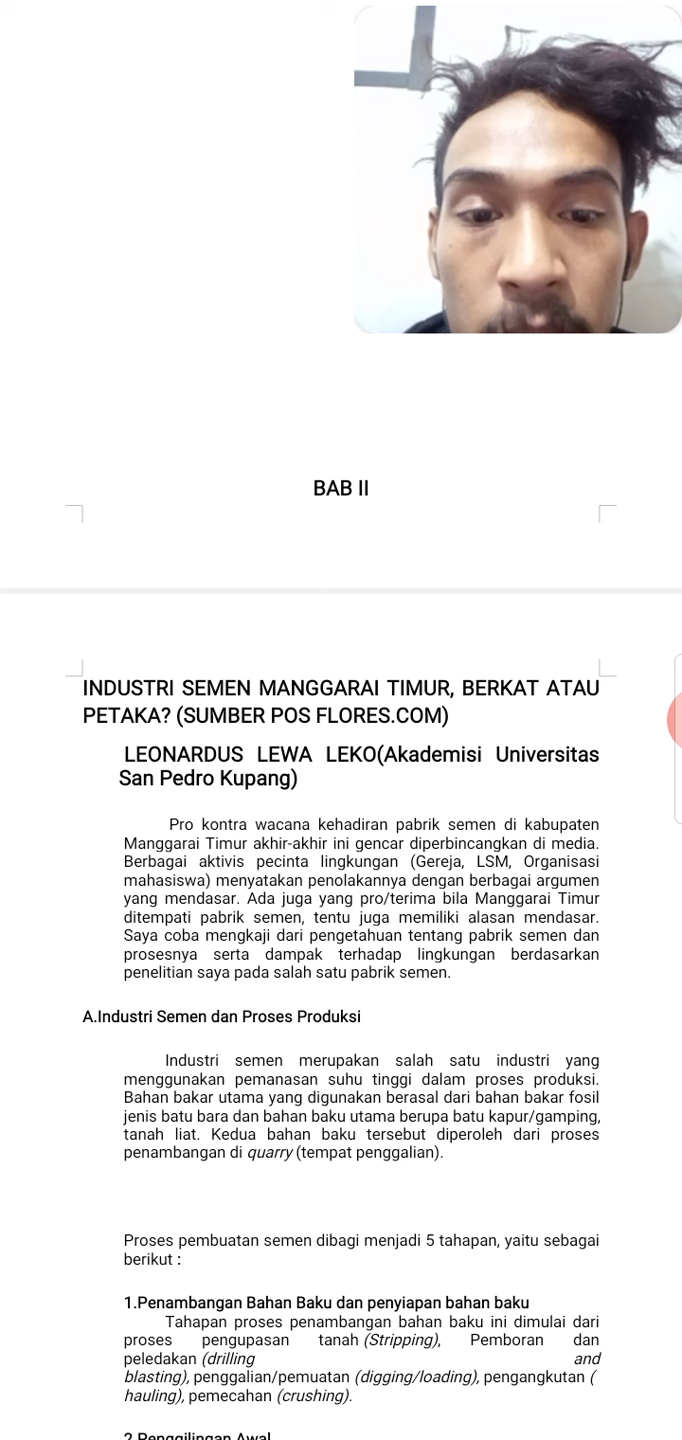 BAB II
INDUSTRI SEMEN MANGGARAI TIMUR, BERKAT ATAU
PETAKA? (SUMBER POS FLORES.COM)
LEONARDUS LEWA LEKO(Akademisi Universitas
San Pedro Kupang)
Pro kontra wacana kehadiran pabrik semen di kabupaten
Manggarai Timur akhir-akhir ini gencar diperbincangkan di media.
Berbagai aktivis pecinta lingkungan (Gereja, LSM, Organisasi
mahasiswa) menyatakan penolakannya dengan berbagai argumen
yang mendasar. Ada juga yang pro/terima bila Manggarai Timur
ditempati pabrik semen, tentu juga memiliki alasan mendasar.
Saya coba mengkaji dari pengetahuan tentang pabrik semen dan
prosesnya serta dampak terhadap lingkungan berdasarkan
penelitian saya pada salah satu pabrik semen.
A.Industri Semen dan Proses Produksi
Industri semen merupakan salah satu industri yang
menggunakan pemanasan suhu tinggi dalam proses produksi.
Bahan bakar utama yang digunakan berasal dari bahan bakar fosil
jenis batu bara dan bahan baku utama berupa batu kapur/gamping,
tanah liat. Kedua bahan baku tersebut diperoleh dari proses
penambangan di quarry (tempat penggalian).
Proses pembuatan semen dibagi menjadi 5 tahapan, yaitu sebagai
berikut :
1.Penambangan Bahan Baku dan penyiapan bahan baku
Tahapan proses penambangan bahan baku ini dimulai dari
proses pengupasan tanah (Stripping), Pemboran dan
peledakan (drilling and
blasting), penggalian/pemuatan (digging/loading), pengangkutan (
hauling), pemecahan (crushing).
2.Penggilingan Awal